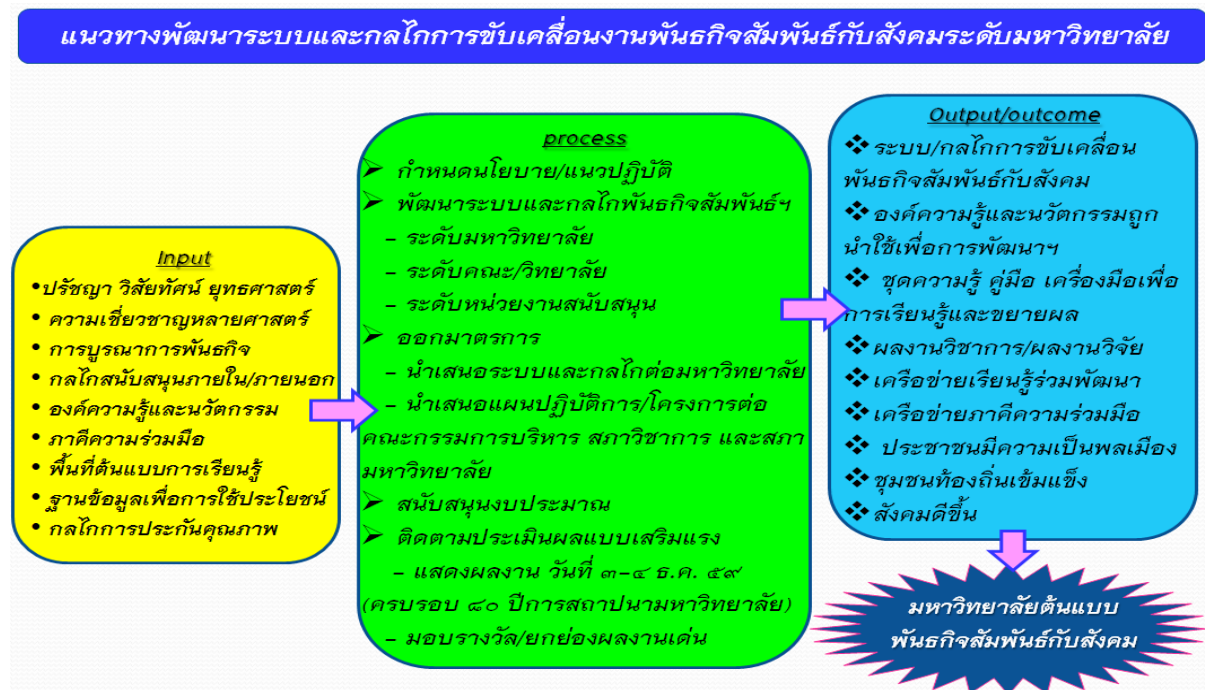 แนวทางพัฒนาระบบและกลไกการขับเคลื่อนงานพันธกิจสัมพันธ์กับสังคมระดับมหาวิทยาลัย
Input
•ปรัชญา วิสัยทัศน์ ยุทธศาสตร์
• ความเชี่ยวชาญหลายศาสตร์
• การบูรณาการพันธกิจ
• กลไกสนับสนุนภายใน/ภายนอก
• องค์ความรู้และนวัตกรรม
• ภาคีความร่วมมือ
• พื้นที่ต้นแบบการเรียนรู้
• ฐานข้อมูลเพื่อการใช้ประโยชน์
• กลไกการประกันคุณภาพ
process
➢ กำหนดนโยบาย/แนวปฏิบัติ
➢ พัฒนาระบบและกลไกพันธกิจสัมพันธ์ฯ
– ระดับมหาวิทยาลัย
– ระดับคณะ/วิทยาลัย
– ระดับหน่วยงานสนับสนุน
➢ ออกมาตรการ
– นำเสนอระบบและกลไกต่อมหาวิทยาลัย
– นำเสนอแผนปฏิบัติการ/โครงการต่อ
คณะกรรมการบริหาร สภาวิชาการ และสภา
มหาวิทยาลัย
➢ สนับสนุนงบประมาณ
➢ ติดตามประเมินผลแบบเสริมแรง
– แสดงผลงาน วันที่ ๓–๔ ธ.ค. ๕๙
(ครบรอบ ๘๐ ปีการสถาปนามหาวิทยาลัย)
– มอบรางวัล/ยกย่องผลงานเด่น
Output/outcome
❖ ระบบ/กลไกการขับเคลื่อน
พันธกิจสัมพันธ์กับสังคม
❖ องค์ความรู้และนวัตกรรมถูก
นำใช้เพื่อการพัฒนาฯ
❖ ชุดความรู้ คู่มือ เครื่องมือเพื่อ
การเรียนรู้และขยายผล
❖ ผลงานวิชาการ/ผลงานวิจัย
❖ เครือข่ายเรียนรู้ร่วมพัฒนา
❖ เครือข่ายภาคีความร่วมมือ
❖ ประชาชนมีความเป็นพลเมือง
❖ ชุมชนท้องถิ่นเข้มแข็ง
❖ สังคมดีขึ้น
มหาวิทยาลัยต้นแบบ
พันธกิจสัมพันธ์กับสังคม